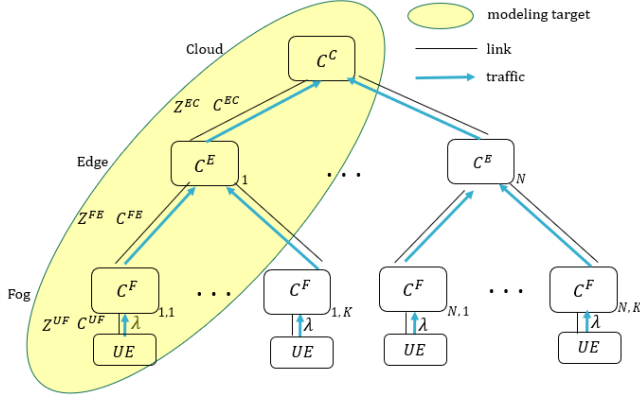 modeling target
Cloud
C^C
link
traffic
Z^{EC} C^{EC}
Edge
C^E
1
. . .
C^E
N
Z^{FE} C^{FE}
Fog
C^F
1,1
. . .
C^F
1,K
C^F
N,1
. . .
C^F
N,K
Z^{UF} C^{UF}
λ
λ
λ
λ
UE
UE
UE
UE